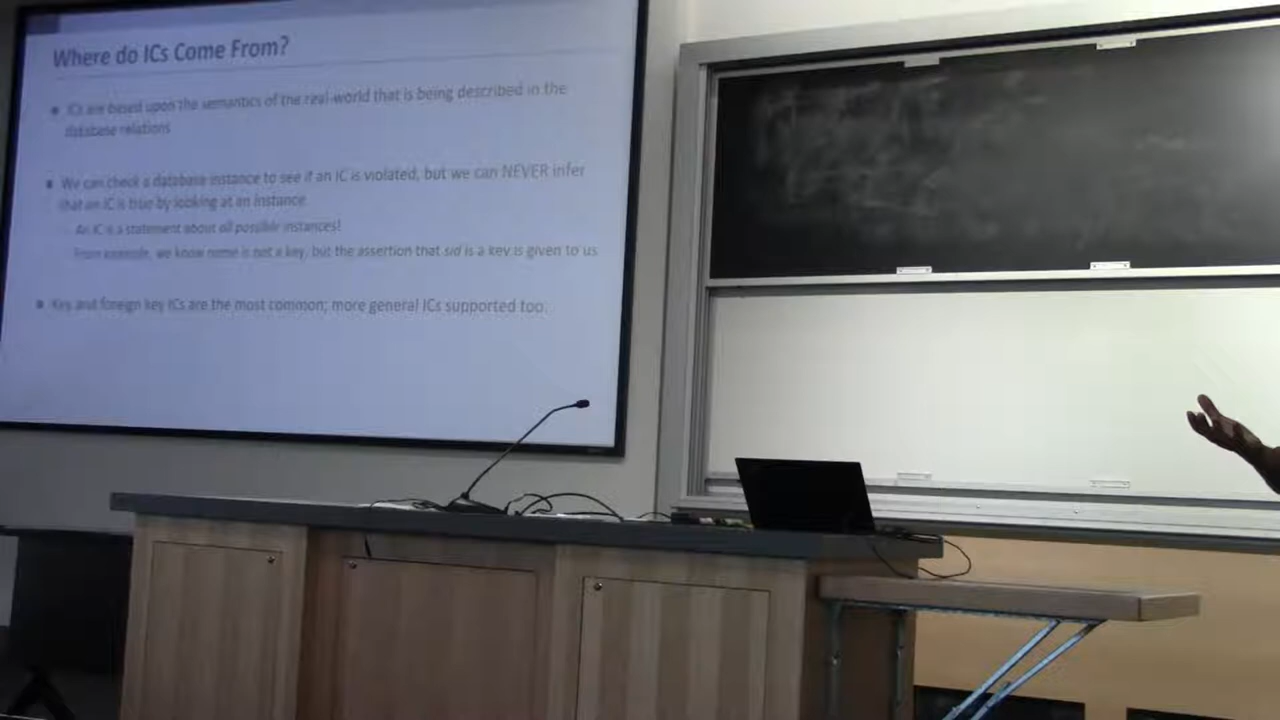 Where do ICs Come From?
ICs are based upon the semantics of the real-world that is being described in the
database relations
We can check a database instance to see if an IC is violated, but we can NEVER infer
that an IC is true by looking at an instance.
An IC is a statement about all possible instances!
From example, we know name is not a key, but the assertion that sid is a key is given to us
Key and foreign key ICs are the most common; more general ICs supported too.